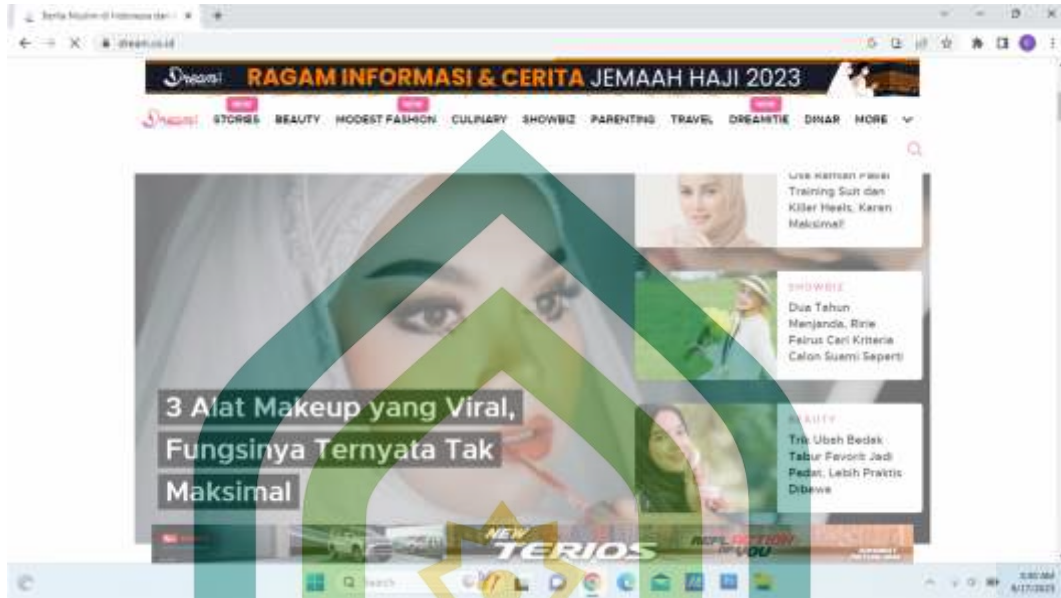 dream.co.id
Dream RAGAM INFORMASI & CERITA JEMAAH HAJI 2023
Dream STORIES BEAUTY MODEST FASHION CULINARY SHOWBIZ PARENTING TRAVEL DREAMTIE DINAR MORE
NEW NEW NEW
Training Suit dan
Killer Heels, Keren
Maksimal!
SHOWBIZ
Dua Tahun
Menjanda, Ririe
Fairus Cari Kriteria
Calon Suami Seperti
3 Alat Makeup yang Viral,
Fungsinya Ternyata Tak
Maksimal
BEAUTY
Trik Ubah Bedak
Tabur Favorit Jadi
Padat, Lebih Praktis
Dibawa
NEW
TERIOS
Search